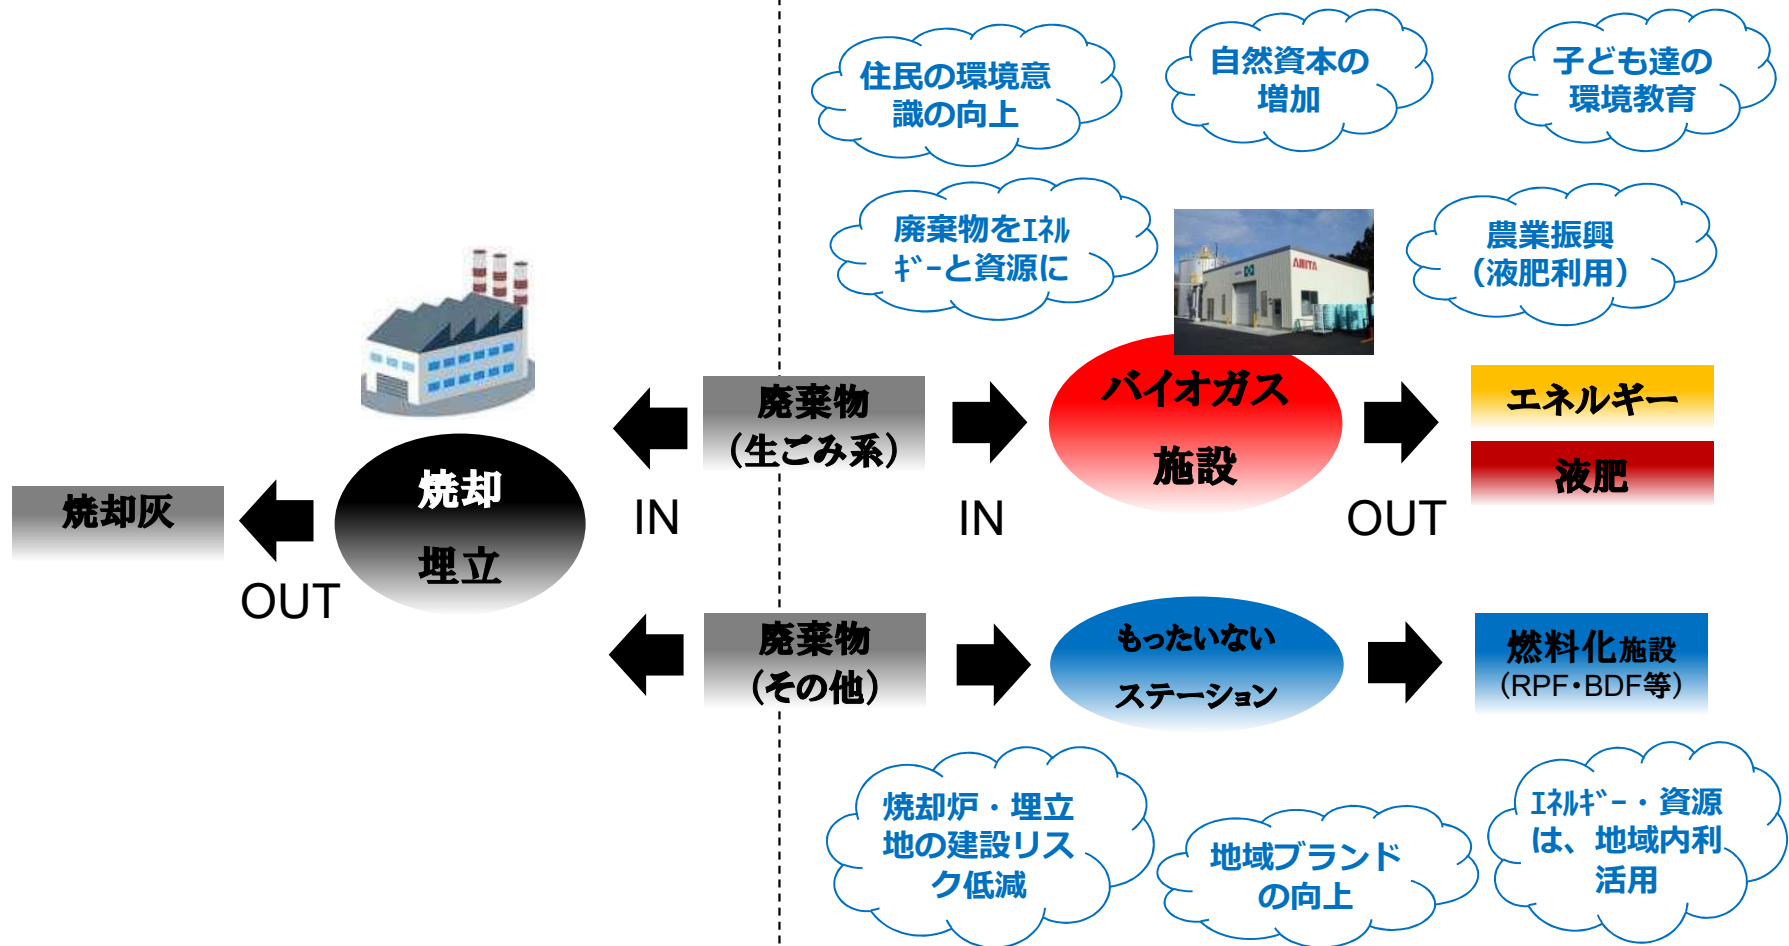 住民の環境意
識の向上
自然資本の
増加
子ども達の
環境教育
廃棄物をｴﾈﾙ
ｷﾞｰと資源に
AMITA
農業振興
（液肥利用）
廃棄物
（生ごみ系）
バイオガス
施設
エネルギー
液肥
焼却
埋立
焼却灰
IN
IN
OUT
OUT
廃棄物
（その他）
もったいない
ステーション
燃料化施設
（RPF・BDF等）
焼却炉・埋立
地の建設リス
ク低減
地域ブランド
の向上
ｴﾈﾙｷﾞｰ・資源
は、地域内利
活用